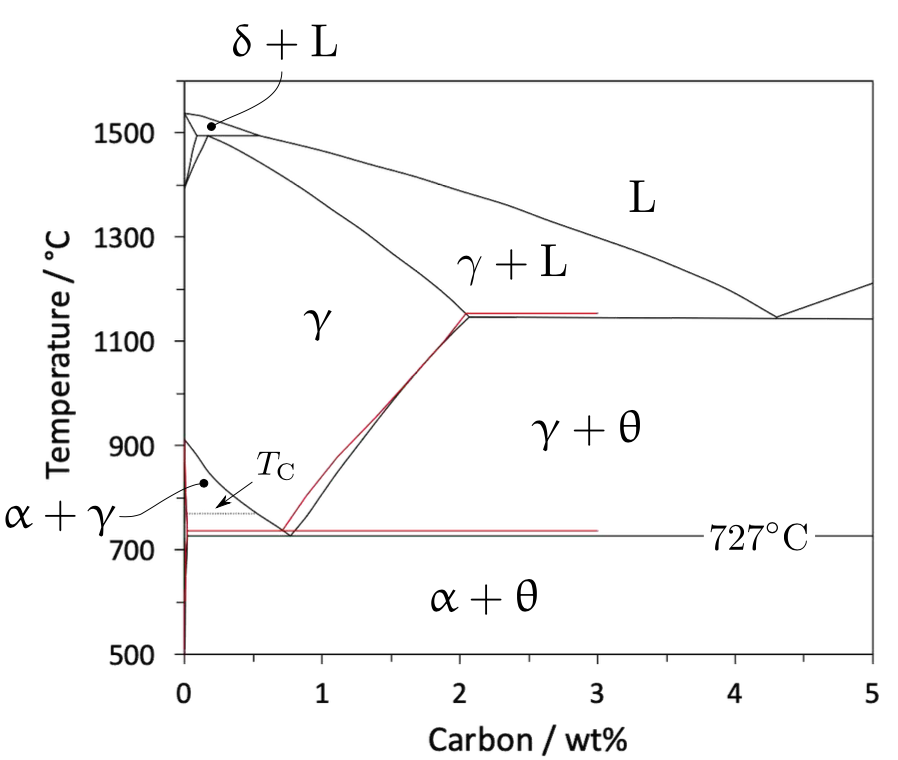 δ + L
1500
L
1300
γ + L
γ
1100
γ + θ
900
T_C
α + γ
700
727°C
α + θ
500
0 1 2 3 4 5
Carbon / wt%
Temperature / °C